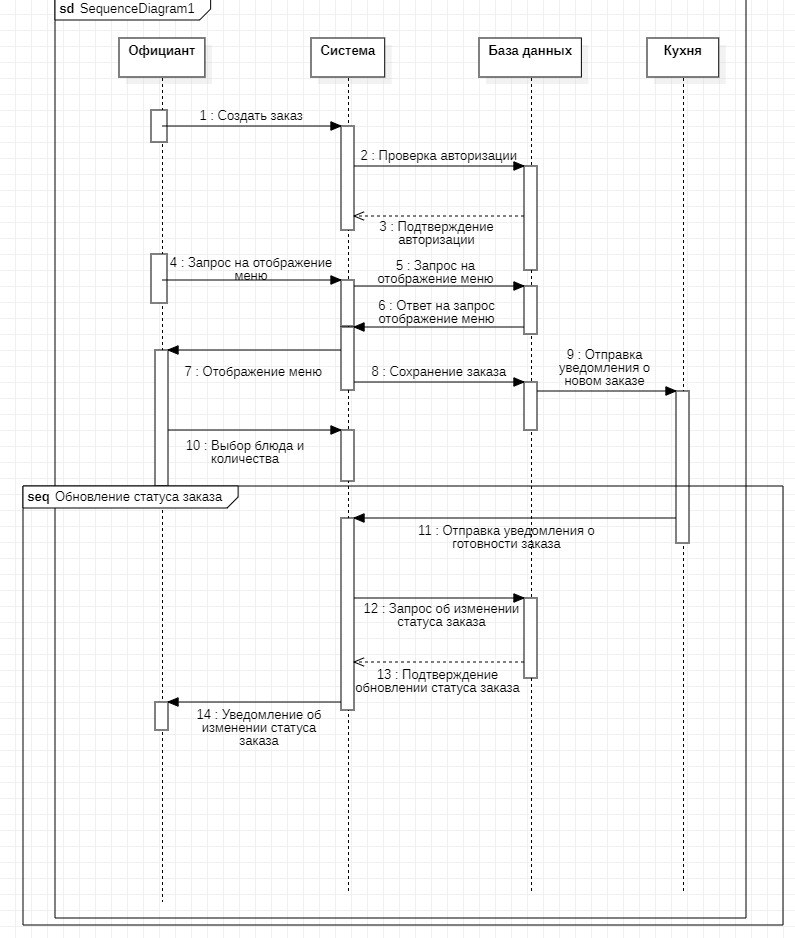 sd SequenceDiagram1
Официант
Система
База данных
Кухня
1 : Создать заказ
2 : Проверка авторизации
3 : Подтверждение
авторизации
4 : Запрос на отображение
меню
5 : Запрос на
отображение меню
6 : Ответ на запрос
отображение меню
7 : Отображение меню
8 : Сохранение заказа
9 : Отправка
уведомления о
новом заказе
10 : Выбор блюда и
количества
seq Обновление статуса заказа
11 : Отправка уведомления о
готовности заказа
12 : Запрос об изменении
статуса заказа
13 : Подтверждение
обновлении статуса заказа
14 : Уведомление об
изменении статуса
заказа